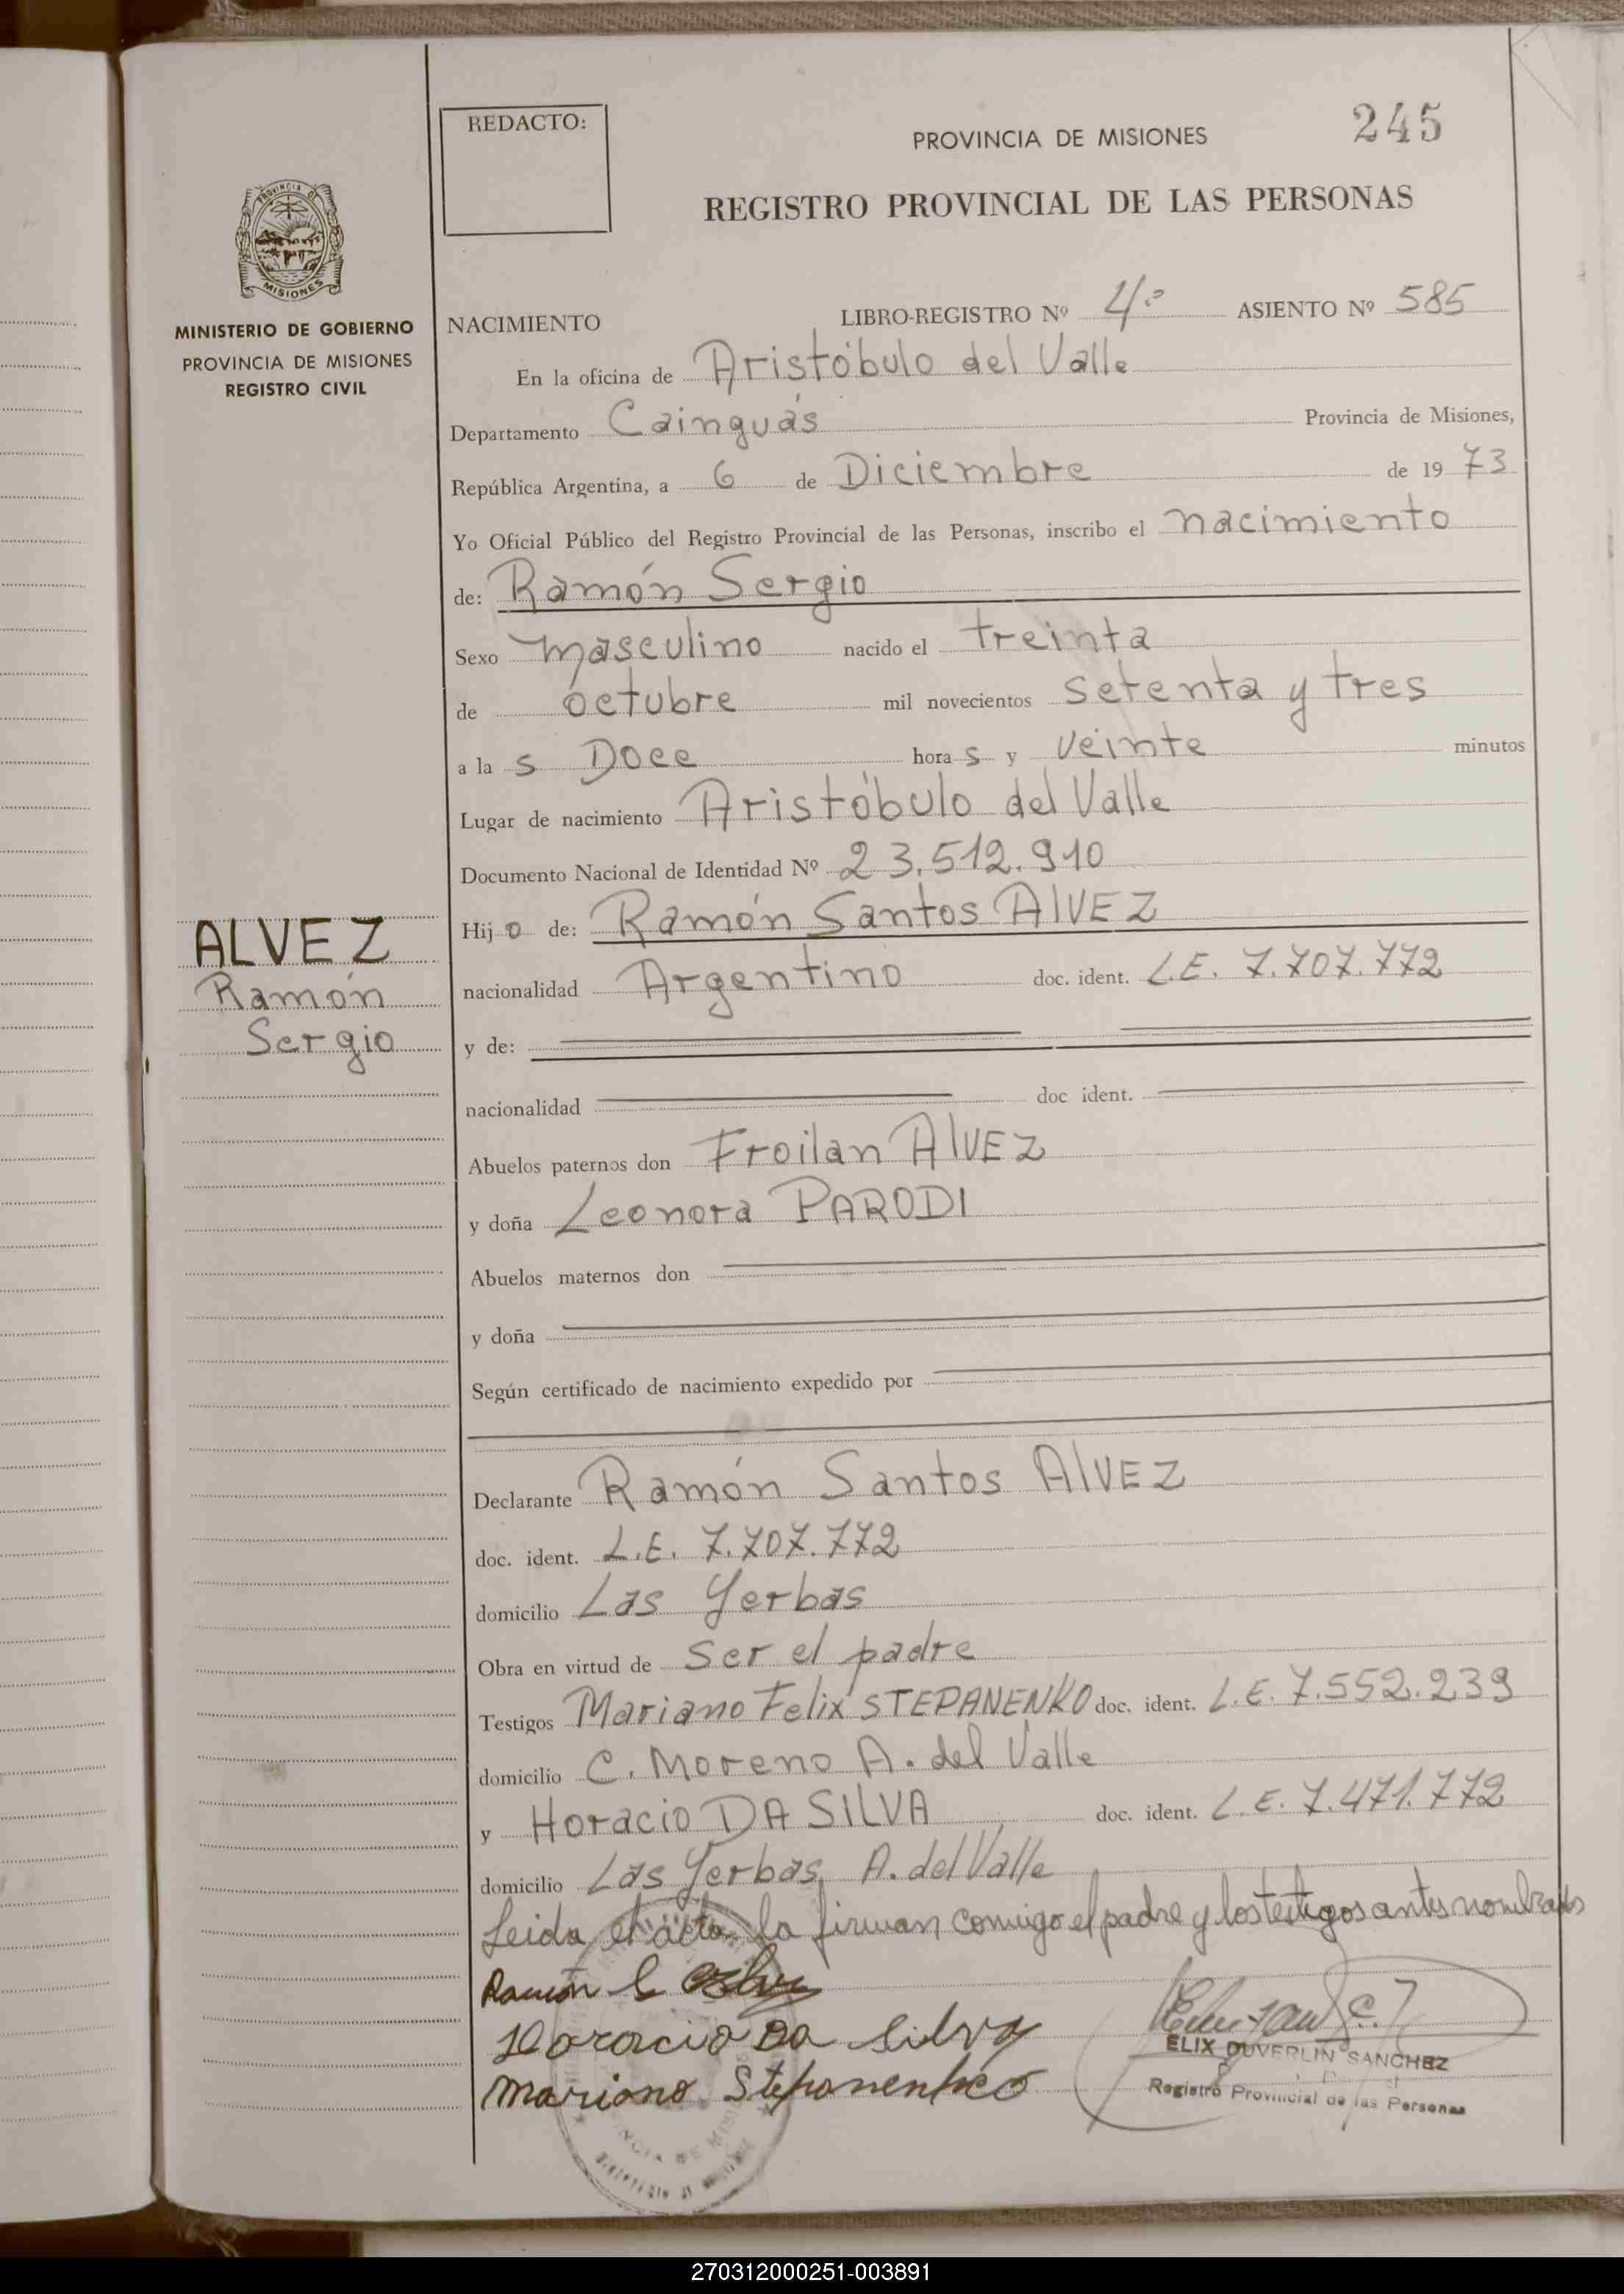 245
REDACTO:
PROVINCIA DE MISIONES
REGISTRO PROVINCIAL DE LAS PERSONAS
PROVINCIA DE
MISIONES
MINISTERIO DE GOBIERNO
PROVINCIA DE MISIONES
REGISTRO CIVIL
NACIMIENTO LIBRO-REGISTRO Nº 4º ASIENTO Nº 585
En la oficina de Aristóbulo del Valle
Departamento Cainguás Provincia de Misiones,
República Argentina, a 6 de Diciembre de 19 73
Yo Oficial Público del Registro Provincial de las Personas, inscribo el nacimiento
de: Ramón Sergio
Sexo masculino nacido el treinta
de octubre mil novecientos setenta y tres
a la s Doce hora s y veinte minutos
Lugar de nacimiento Aristóbulo del Valle
Documento Nacional de Identidad Nº 23.512.910
ALVEZ
Ramón
Sergio
Hij o de: Ramón Santos AlVEZ
nacionalidad Argentino doc. ident. L.E. 7.707.772
y de:
nacionalidad doc ident.
Abuelos paternos don Froilan AlVEZ
y doña Leonora PARODI
Abuelos maternos don
y doña
Según certificado de nacimiento expedido por
Declarante Ramón Santos AlVEZ
doc. ident. L.E. 7.707.772
domicilio Las Yerbas
Obra en virtud de ser el padre
Testigos Mariano Felix STEPANENKO doc. ident. L.E. 7.552.239
domicilio C. Moreno A. del Valle
y Horacio DA SILVA doc. ident. L.E. 7.471.772
domicilio Las Yerbas, A. del Valle
Leida el acta la firman conmigo el padre y los testigos antes nombrados
Ramón S
Horacio Da Silva
Mariano Stepanenko
ELIX DUVERLIN SANCHEZ
Registro Provincial de las Personas
270312000251-003891